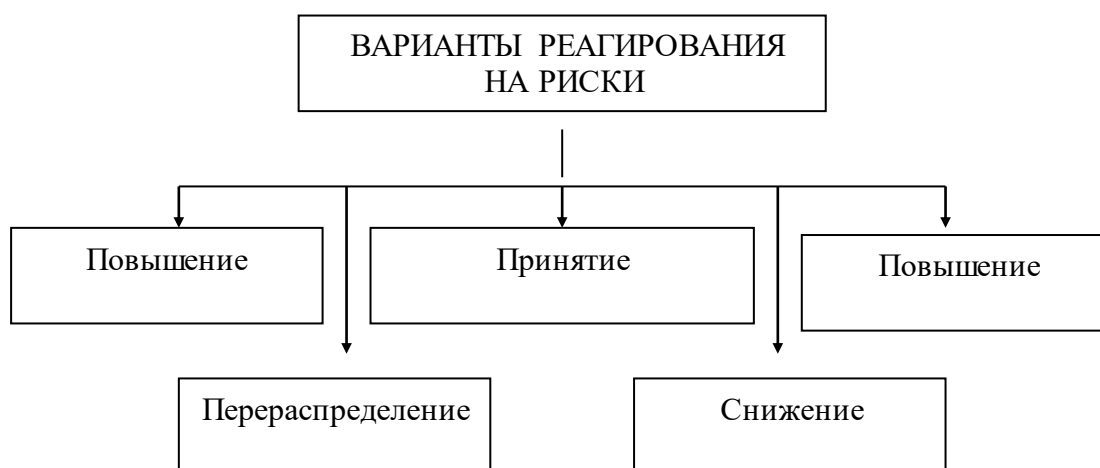 ВАРИАНТЫ РЕАГИРОВАНИЯ
НА РИСКИ
Повышение
Принятие
Повышение
Перераспределение
Снижение